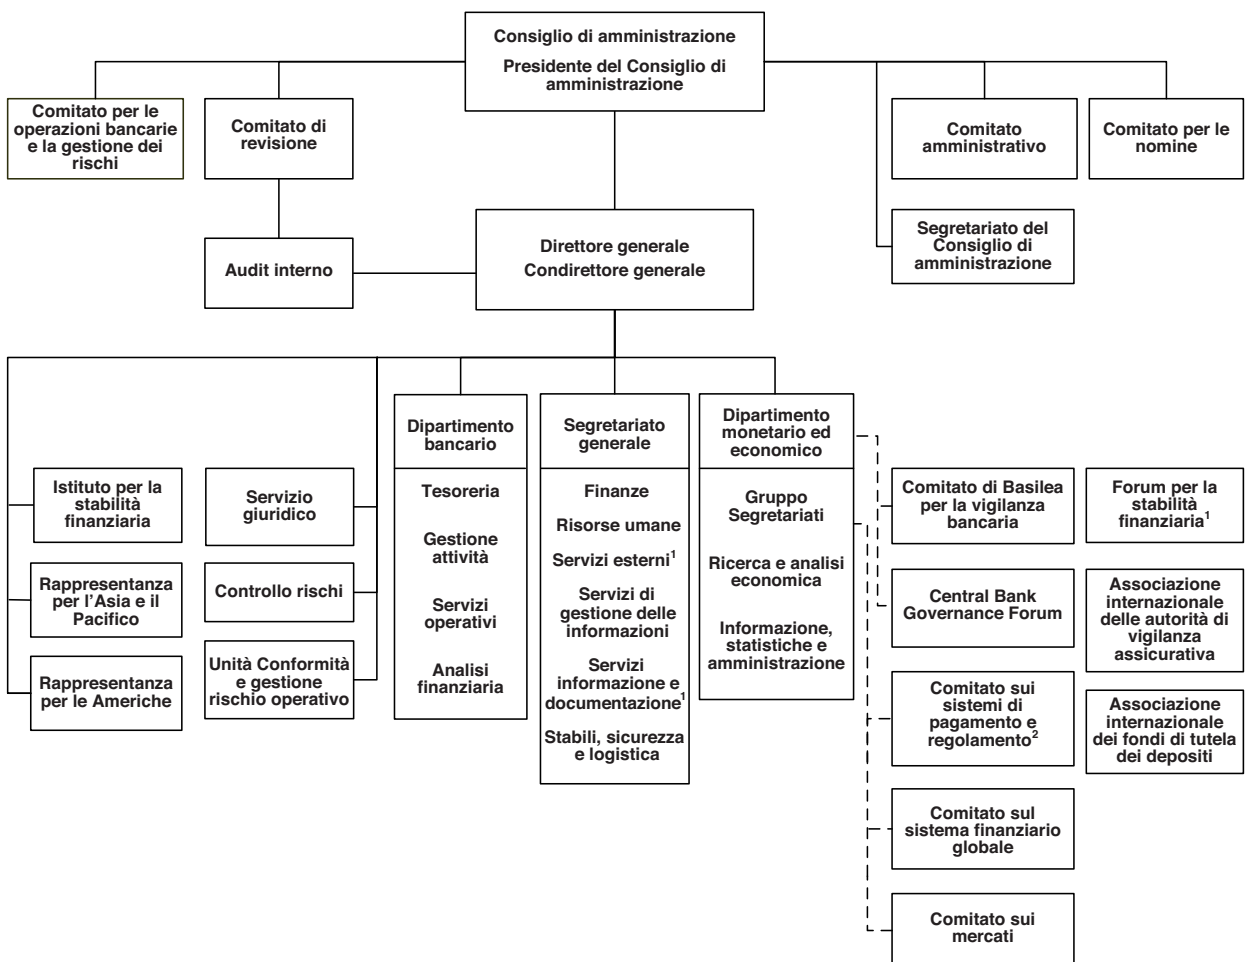 Consiglio di amministrazione
Presidente del Consiglio di
amministrazione
Comitato per le
operazioni bancarie
e la gestione dei
rischi
Comitato di
revisione
Comitato
amministrativo
Comitato per le
nomine
Segretariato del
Consiglio di
amministrazione
Audit interno
Direttore generale
Condirettore generale
Istituto per la
stabilità
finanziaria
Rappresentanza
per l'Asia e il
Pacifico
Rappresentanza
per le Americhe
Servizio
giuridico
Controllo rischi
Unità Conformità
e gestione
rischio operativo
Dipartimento
bancario
Tesoreria
Gestione
attività
Servizi
operativi
Analisi
finanziaria
Segretariato
generale
Finanze
Risorse umane
Servizi esterni¹
Servizi di
gestione delle
informazioni
Servizi
informazione e
documentazione¹
Stabili, sicurezza
e logistica
Dipartimento
monetario ed
economico
Gruppo
Segretariati
Ricerca e analisi
economica
Informazione,
statistiche e
amministrazione
Comitato di Basilea
per la vigilanza
bancaria
Central Bank
Governance Forum
Comitato sui
sistemi di
pagamento e
regolamento²
Comitato sul
sistema finanziario
globale
Comitato sui
mercati
Forum per la
stabilità
finanziaria¹
Associazione
internazionale
delle autorità di
vigilanza
assicurativa
Associazione
internazionale
dei fondi di tutela
dei depositi